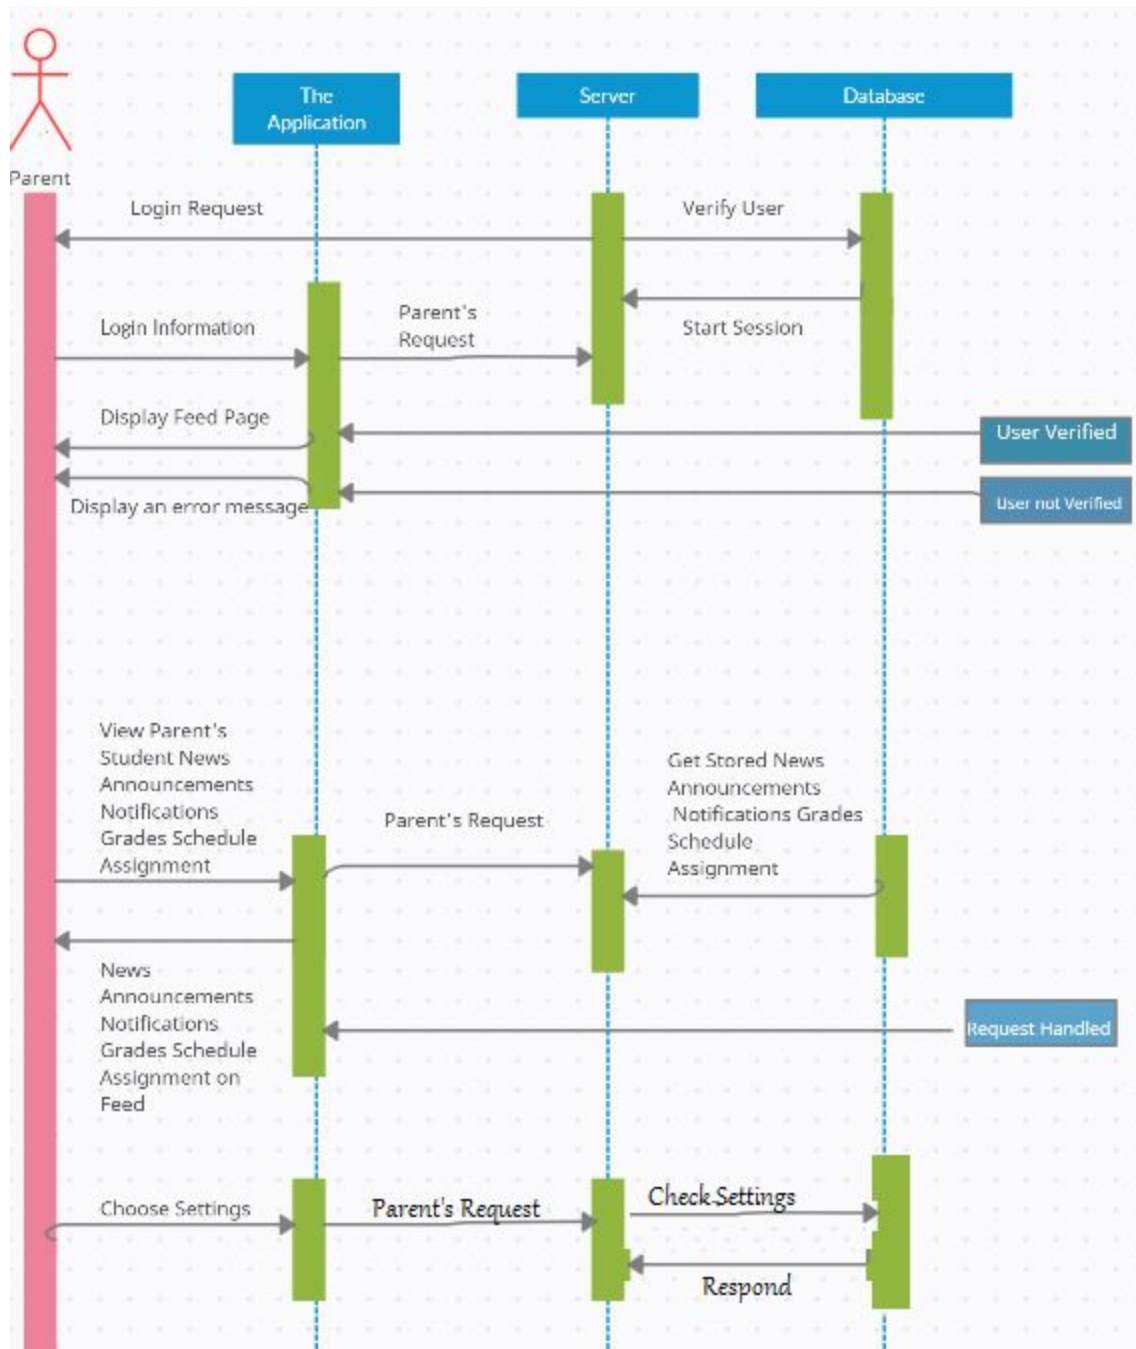 The
Application
Server
Database
Parent
Login Request
Verify User
Parent's
Request
Login Information
Start Session
Display Feed Page
User Verified
Display an error message
User not Verified
View Parent's
Student News
Announcements
Notifications
Grades Schedule
Assignment
Parent's Request
Get Stored News
Announcements
Notifications Grades
Schedule
Assignment
News
Announcements
Notifications
Grades Schedule
Assignment on
Feed
Request Handled
Choose Settings
Parent's Request
Check Settings
Respond